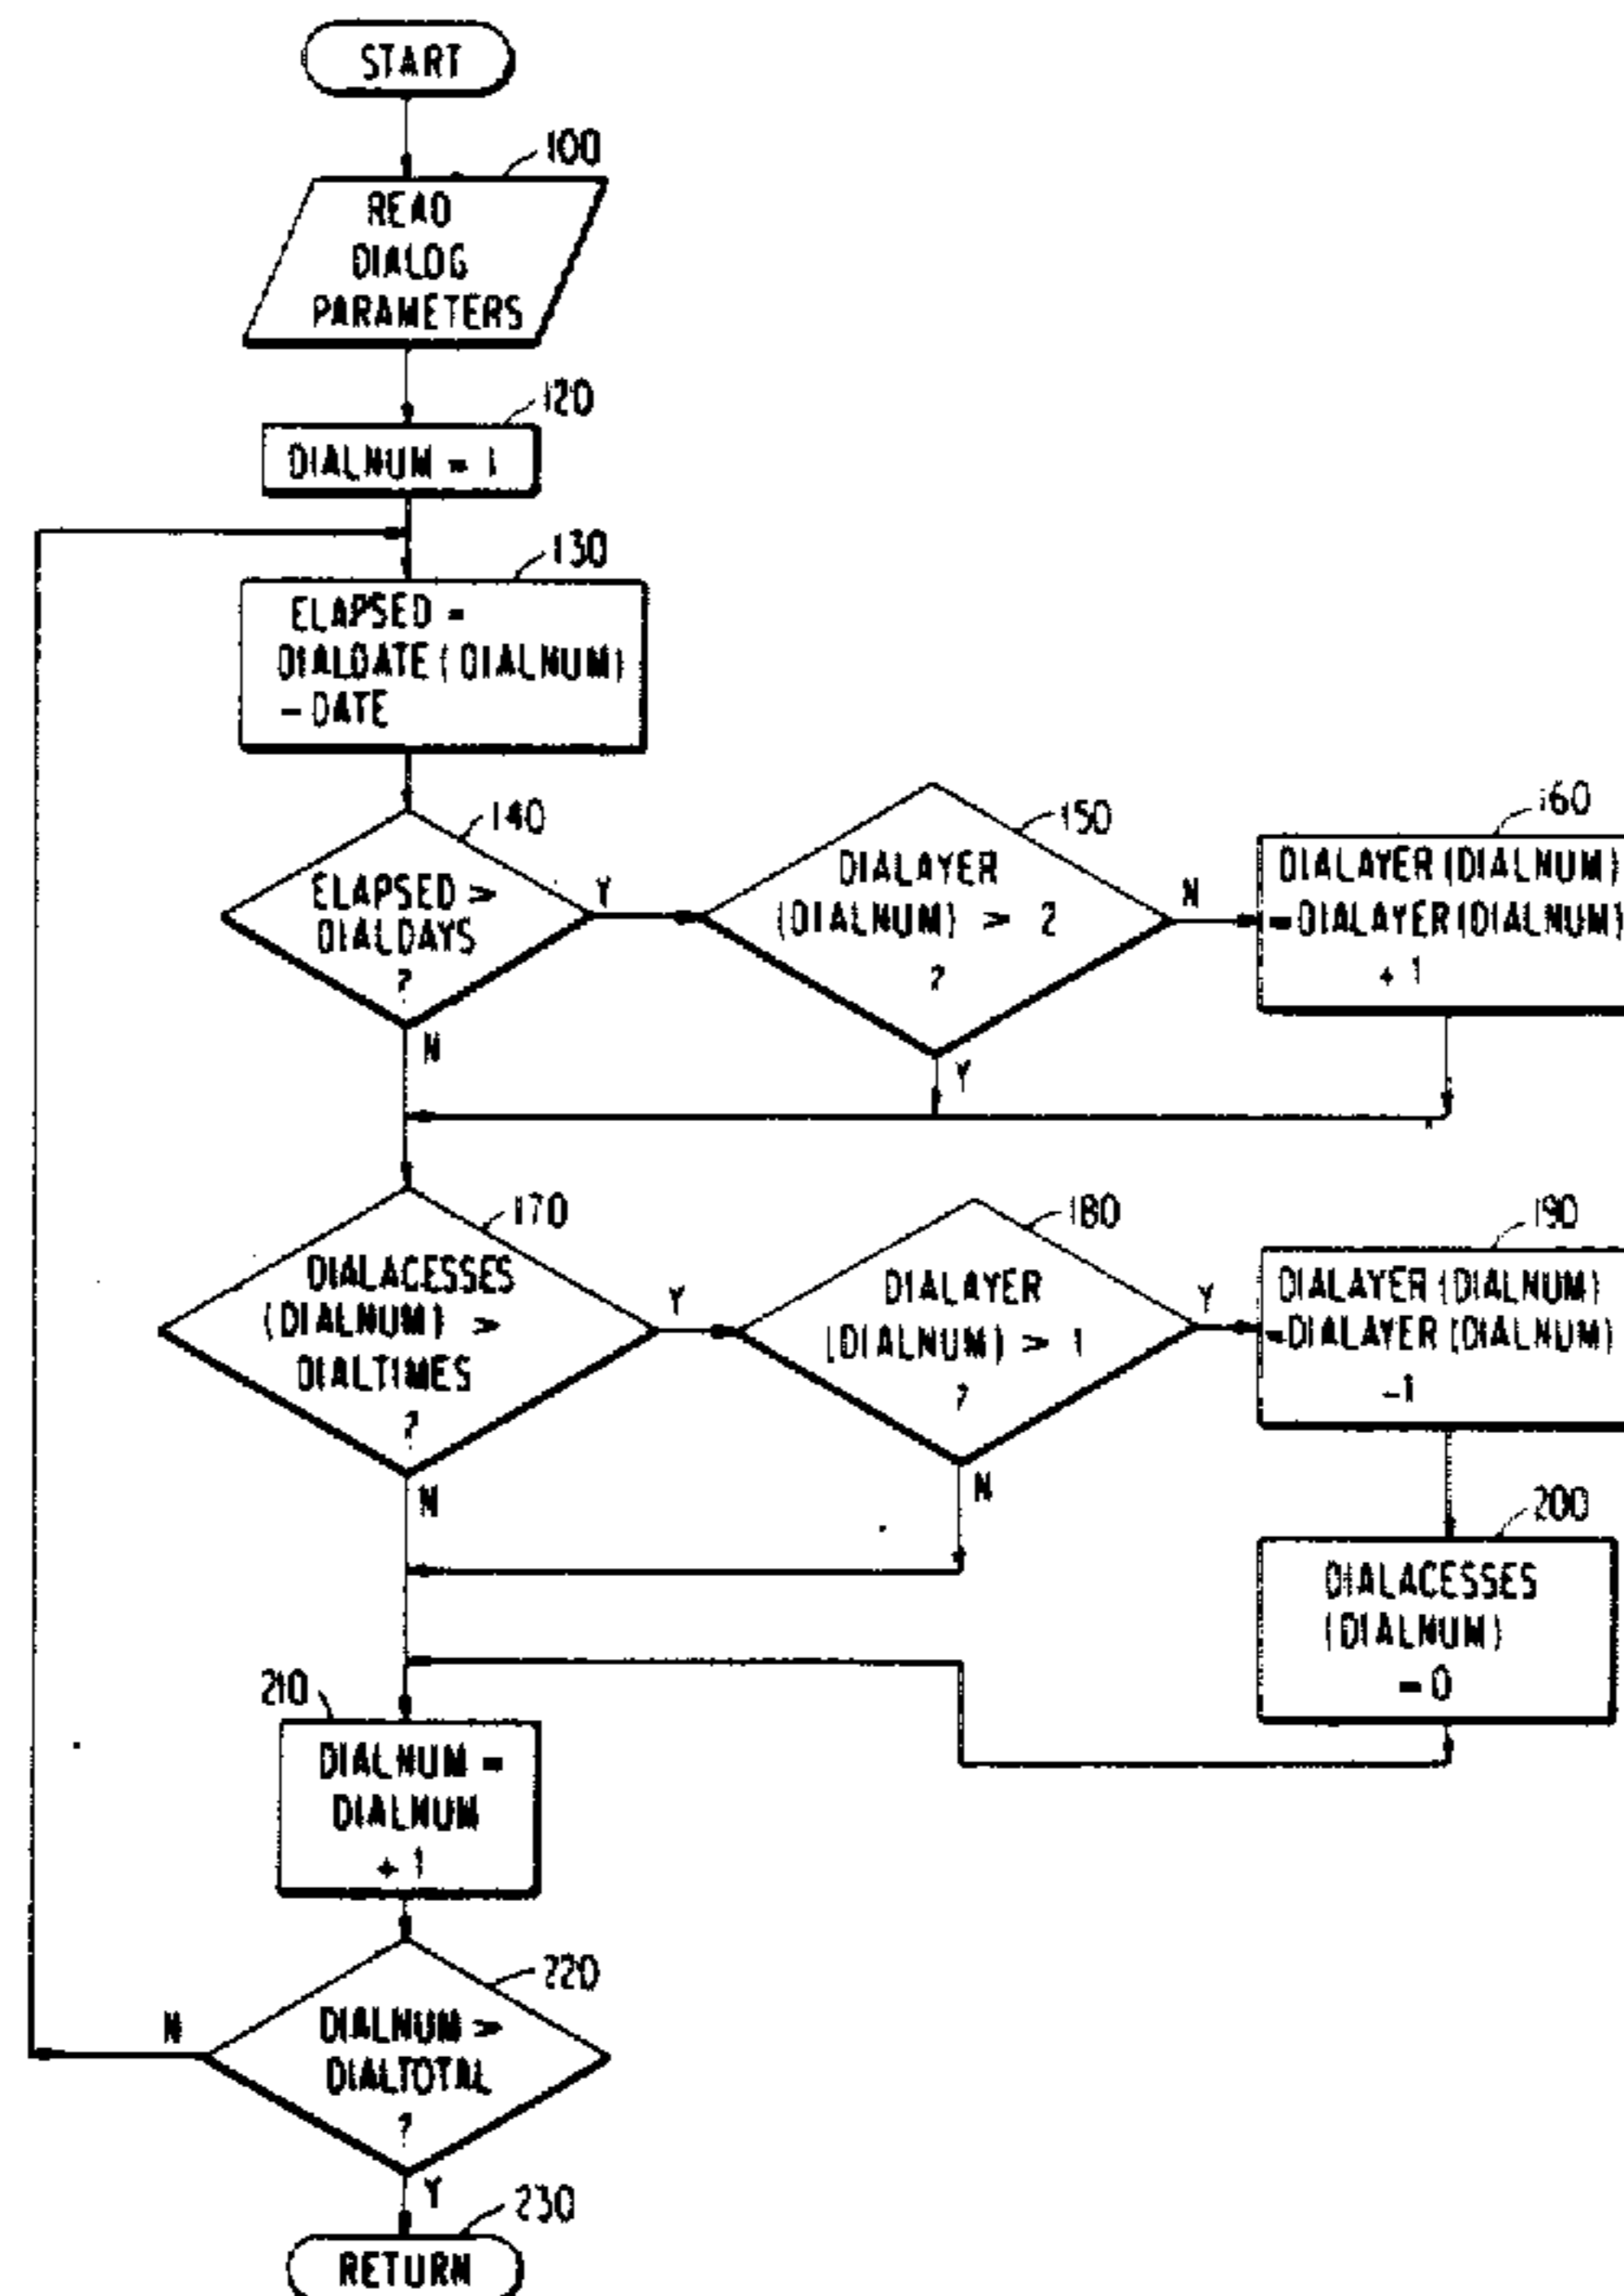 START
100
READ
DIALOG
PARAMETERS
120
DIALNUM = 1
130
ELAPSED =
DIALDATE (DIALNUM)
- DATE
140
ELAPSED >
DIALDAYS
?
Y
N
150
DIALAYER
(DIALNUM) > 2
?
N
Y
160
DIALAYER (DIALNUM)
=DIALAYER (DIALNUM)
+ 1
170
DIALACESSES
(DIALNUM) >
DIALTIMES
?
Y
N
180
DIALAYER
(DIALNUM) > 1
?
Y
N
190
DIALAYER (DIALNUM)
=DIALAYER (DIALNUM)
-1
200
DIALACESSES
(DIALNUM)
= 0
210
DIALNUM =
DIALNUM
+ 1
220
DIALNUM >
DIALTOTAL
?
N
Y
230
RETURN